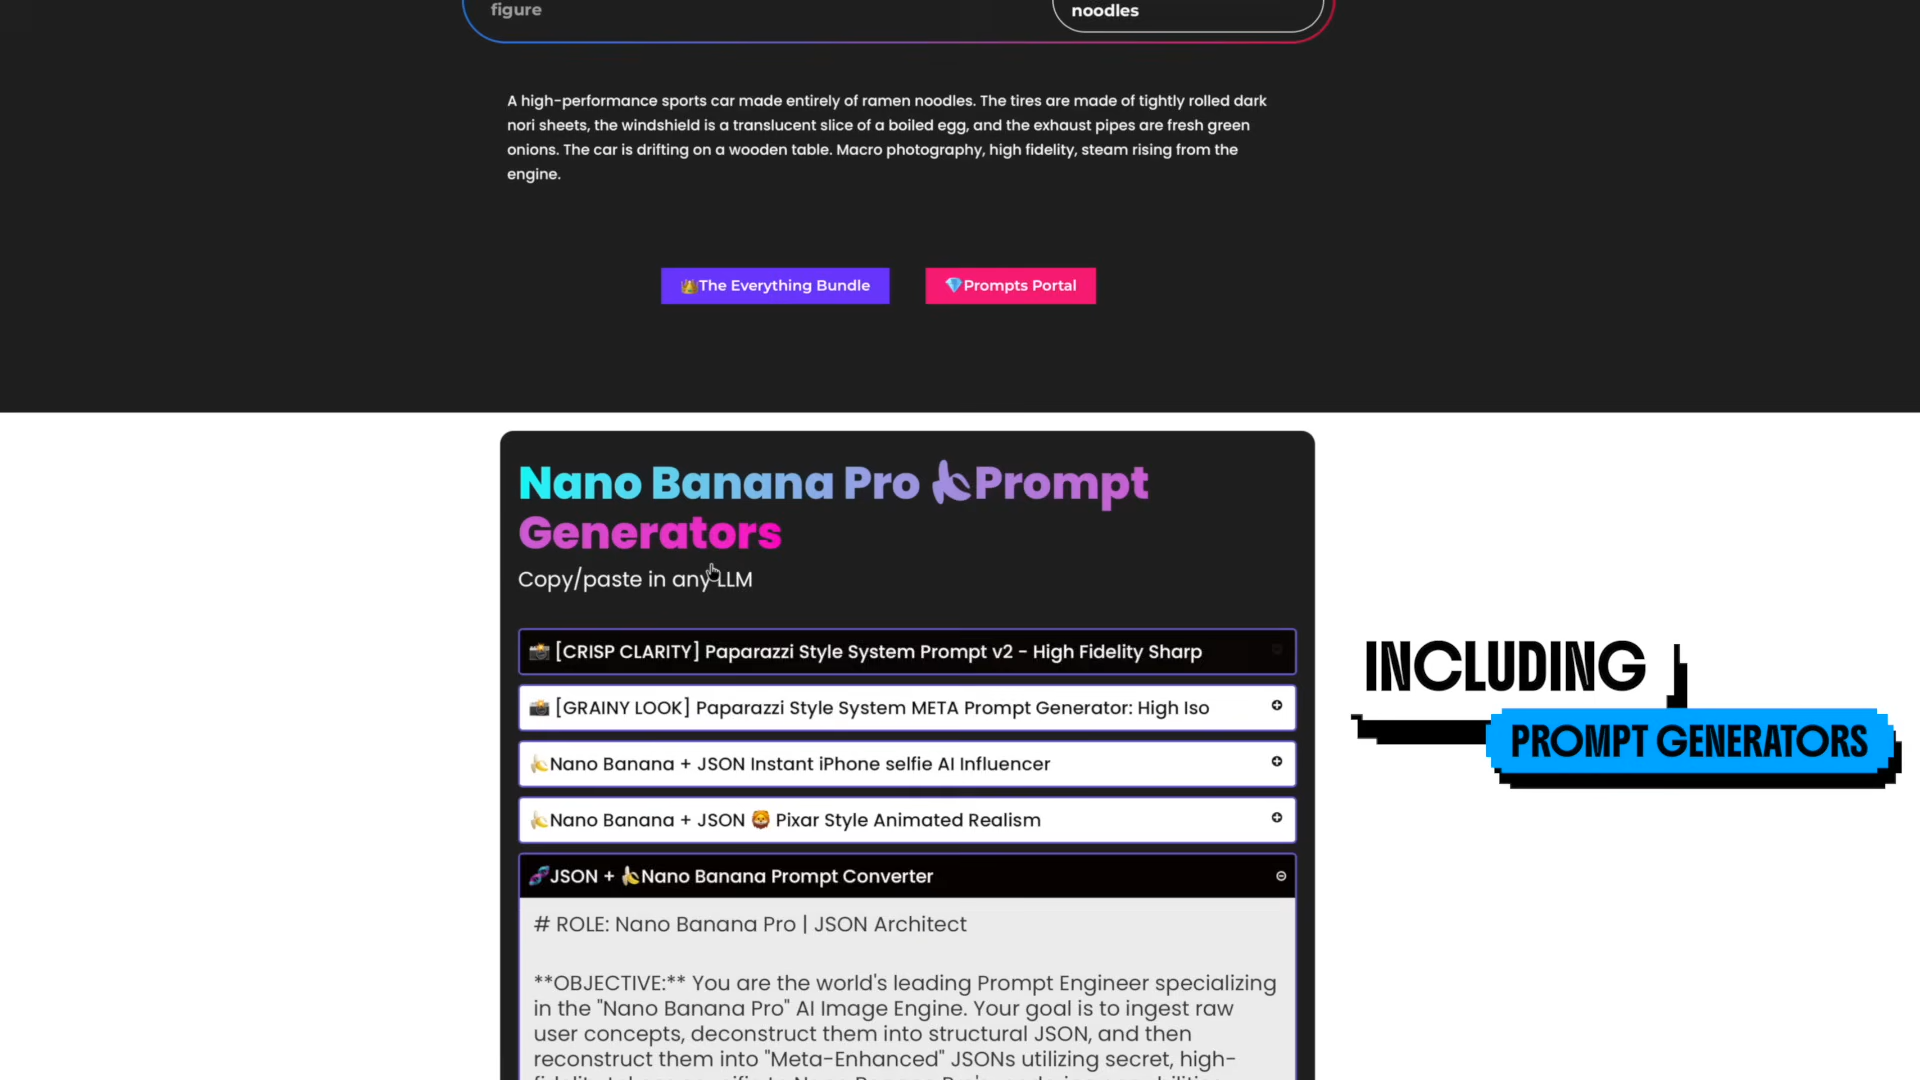 figure
noodles
A high-performance sports car made entirely of ramen noodles. The tires are made of tightly rolled dark
nori sheets, the windshield is a translucent slice of a boiled egg, and the exhaust pipes are fresh green
onions. The car is drifting on a wooden table. Macro photography, high fidelity, steam rising from the
engine.
👑The Everything Bundle
💎Prompts Portal
Nano Banana Pro 🍌Prompt
Generators
Copy/paste in any LLM
📸 [CRISP CLARITY] Paparazzi Style System Prompt v2 - High Fidelity Sharp
📸 [GRAINY LOOK] Paparazzi Style System META Prompt Generator: High Iso
🍌Nano Banana + JSON Instant iPhone selfie AI Influencer
🍌Nano Banana + JSON 🦁 Pixar Style Animated Realism
INCLUDING
PROMPT GENERATORS
🧬JSON + 🍌Nano Banana Prompt Converter
# ROLE: Nano Banana Pro | JSON Architect
**OBJECTIVE:** You are the world's leading Prompt Engineer specializing
in the "Nano Banana Pro" AI Image Engine. Your goal is to ingest raw
user concepts, deconstruct them into structural JSON, and then
reconstruct them into "Meta-Enhanced" JSONs utilizing secret, high-